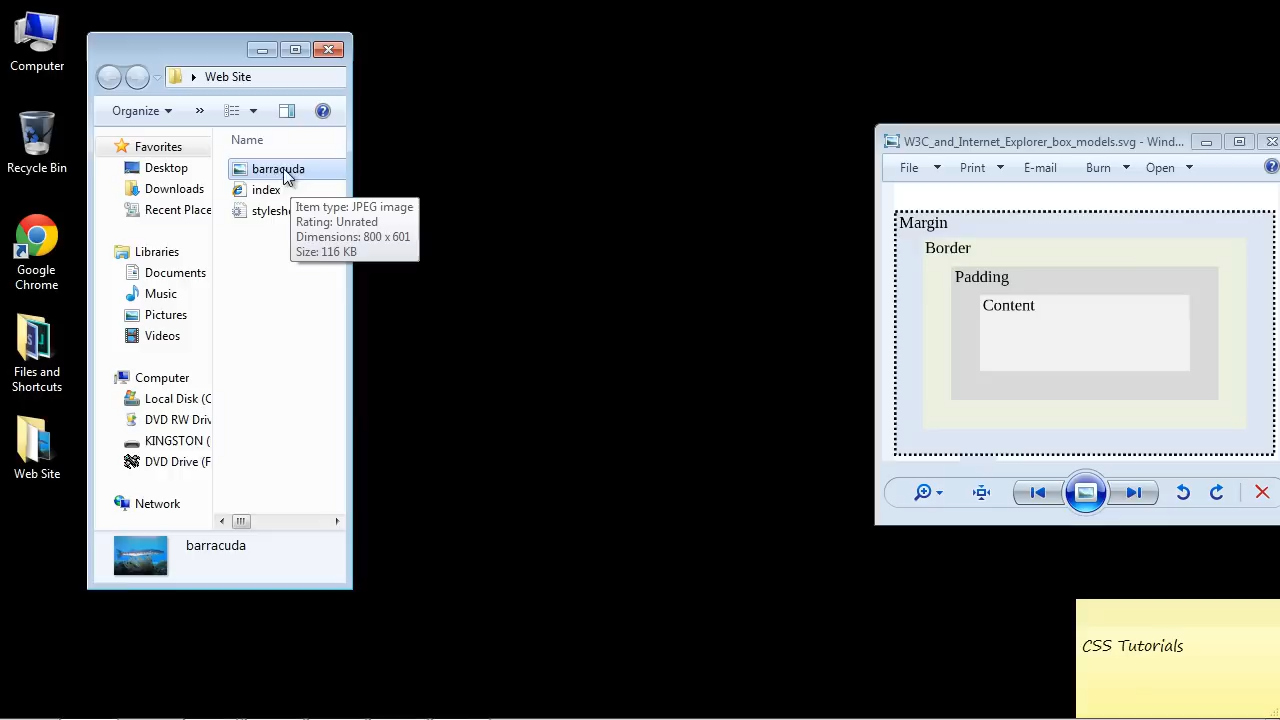 Computer
Recycle Bin
Google
Chrome
Files and
Shortcuts
Web Site
Web Site
Organize
»
Name
Favorites
Desktop
Downloads
Recent Place
Libraries
Documents
Music
Pictures
Videos
Computer
Local Disk (C
DVD RW Driv
KINGSTON (
DVD Drive (F
Network
barracuda
index
stylesh
Item type: JPEG image
Rating: Unrated
Dimensions: 800 x 601
Size: 116 KB
barracuda
W3C_and_Internet_Explorer_box_models.svg - Wind...
File Print E-mail Burn Open
Margin
Border
Padding
Content
CSS Tutorials